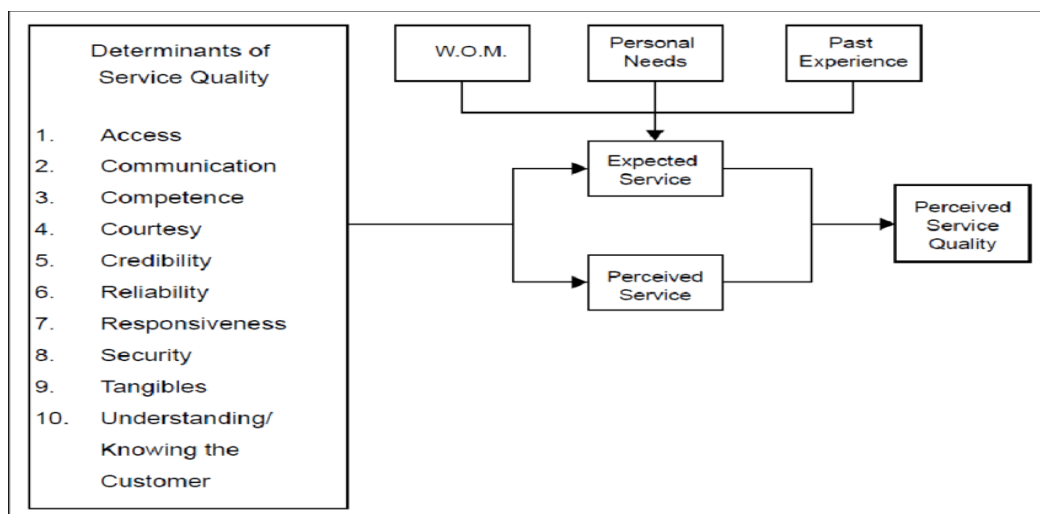 Determinants of
Service Quality
1. Access
2. Communication
3. Competence
4. Courtesy
5. Credibility
6. Reliability
7. Responsiveness
8. Security
9. Tangibles
10. Understanding/
Knowing the
Customer
W.O.M.
Personal
Needs
Past
Experience
Expected
Service
Perceived
Service
Perceived
Service
Quality